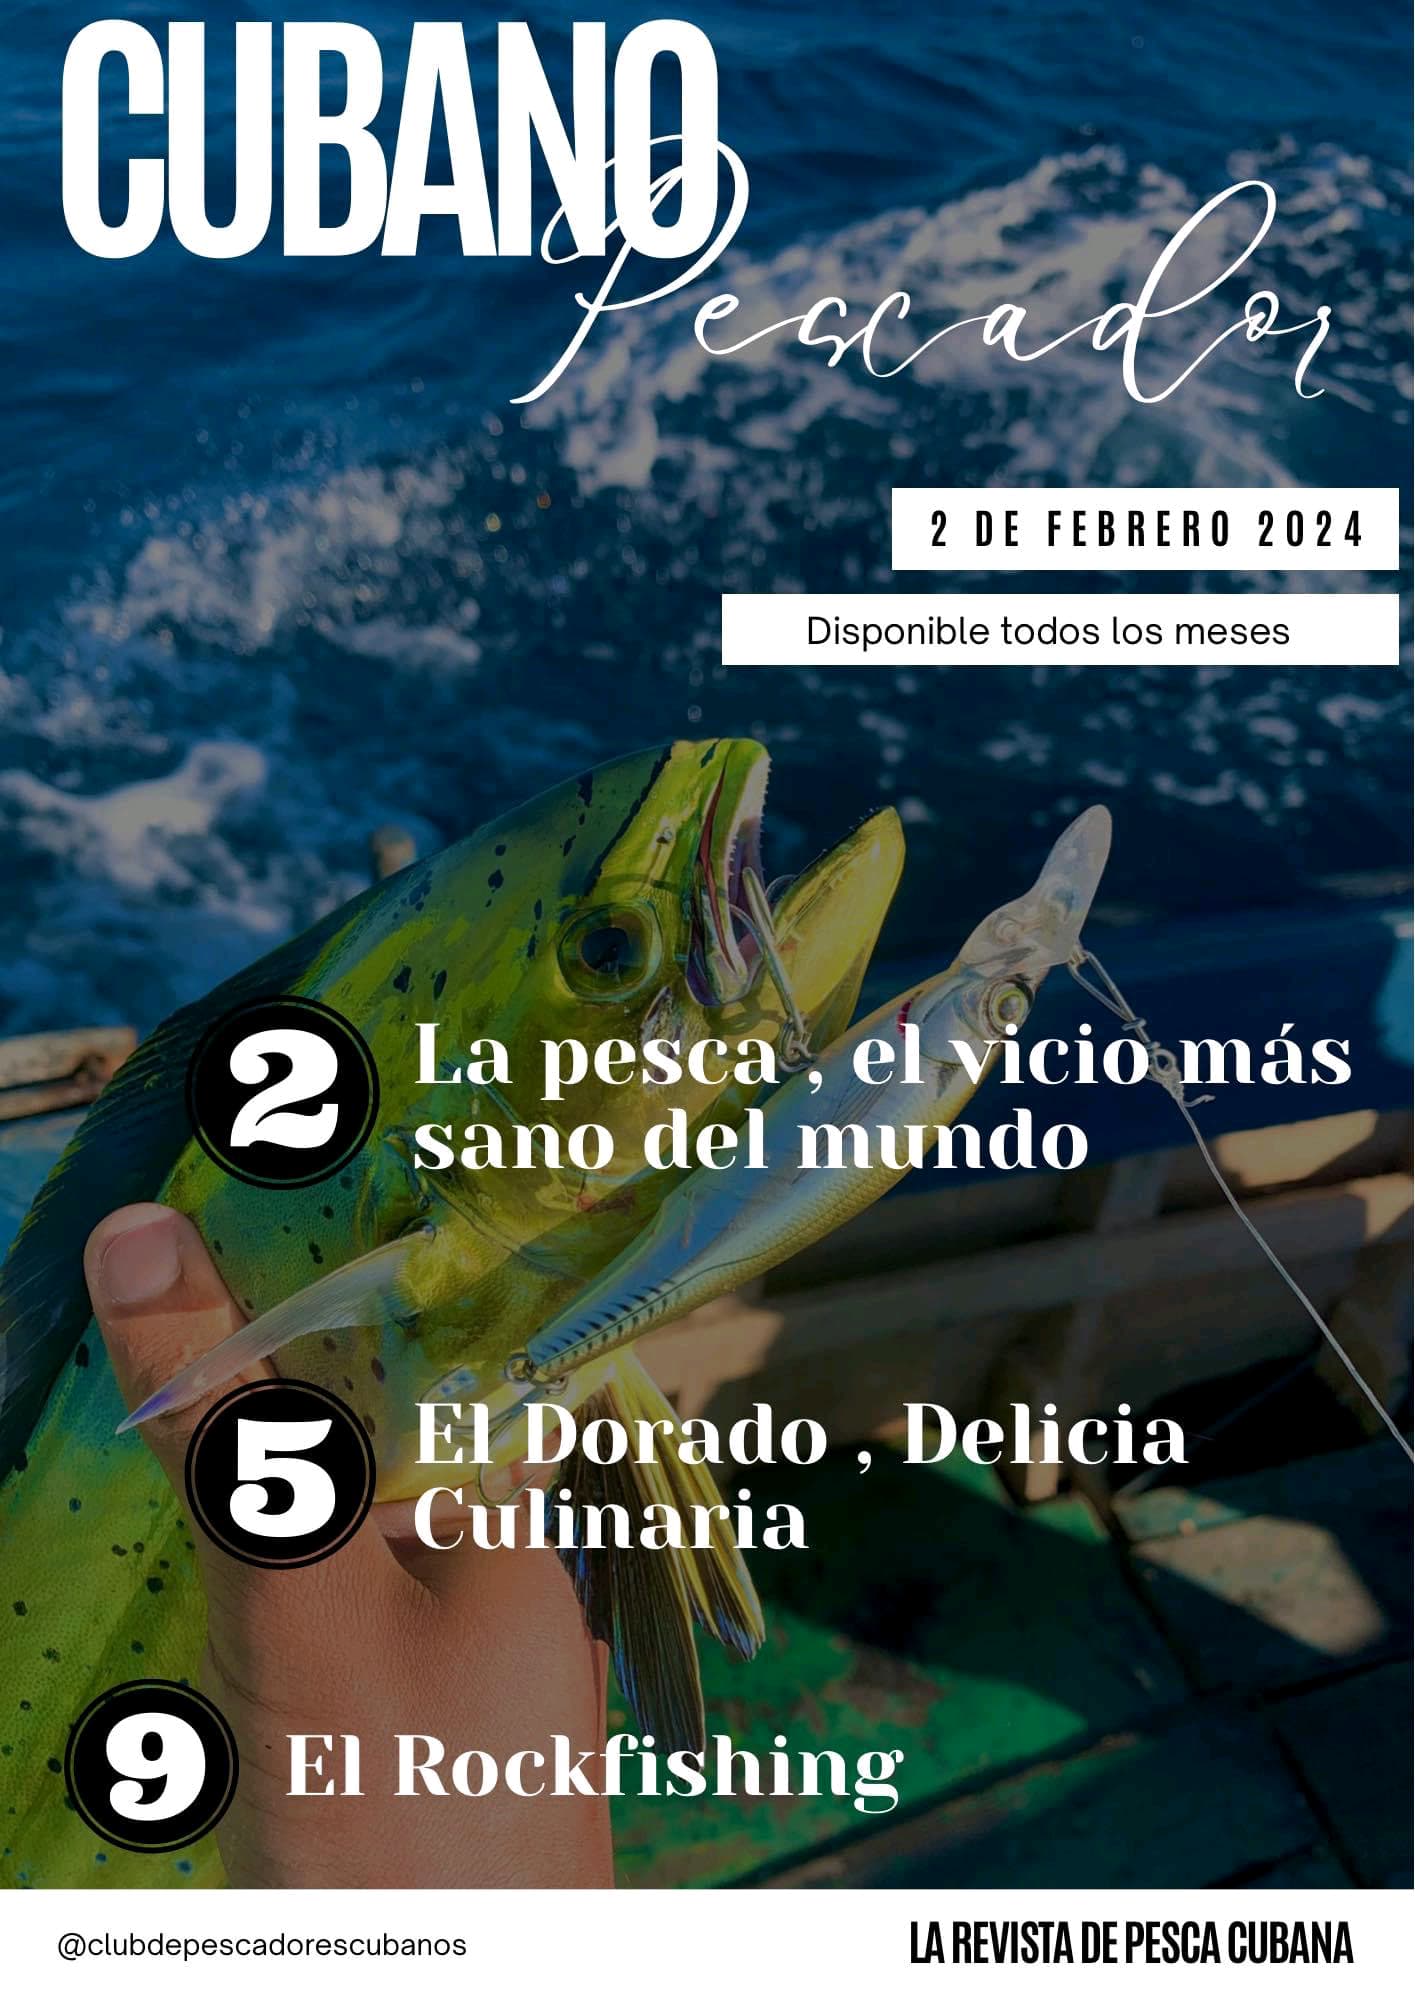 CUBANO
Pescador
2 DE FEBRERO 2024
Disponible todos los meses
2
La pesca , el vicio más
sano del mundo
5
El Dorado , Delicia
Culinaria
9
El Rockfishing
@clubdepescadorescubanos
LA REVISTA DE PESCA CUBANA